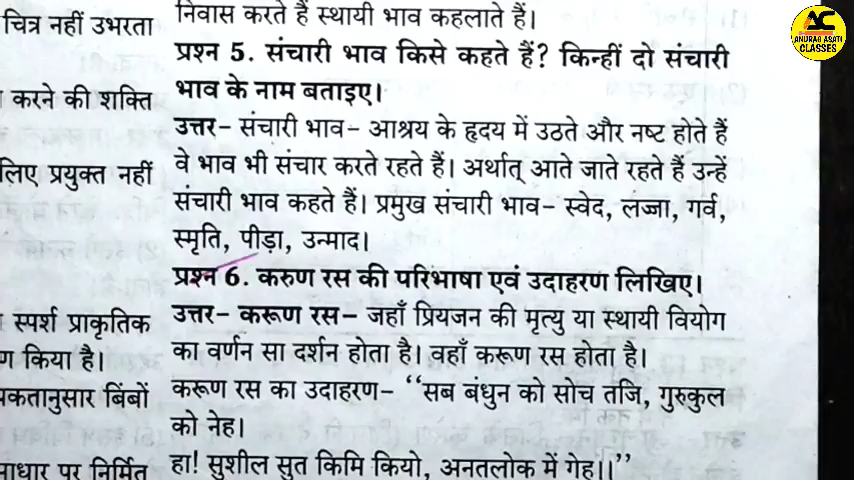 चित्र नहीं उभरता
करने की शक्ति
लिए प्रयुक्त नहीं
स्पर्श प्राकृतिक
ण किया है।
पकतानुसार बिंबों
माधार पर निर्मित
निवास करते हैं स्थायी भाव कहलाते हैं।
प्रश्न 5. संचारी भाव किसे कहते हैं? किन्हीं दो संचारी
भाव के नाम बताइए।
उत्तर- संचारी भाव- आश्रय के हृदय में उठते और नष्ट होते हैं
वे भाव भी संचार करते रहते हैं। अर्थात् आते जाते रहते हैं उन्हें
संचारी भाव कहते हैं। प्रमुख संचारी भाव- स्वेद, लज्जा, गर्व,
स्मृति, पीड़ा, उन्माद।
प्रश्न 6. करुण रस की परिभाषा एवं उदाहरण लिखिए।
उत्तर- करूण रस- जहाँ प्रियजन की मृत्यु या स्थायी वियोग
का वर्णन सा दर्शन होता है। वहाँ करूण रस होता है।
करूण रस का उदाहरण- “सब बंधुन को सोच तजि, गुरुकुल
को नेह।
हा! सुशील सुत किमि कियो, अनतलोक में गेह।।”
AC
ANURAG ASATI
CLASSES